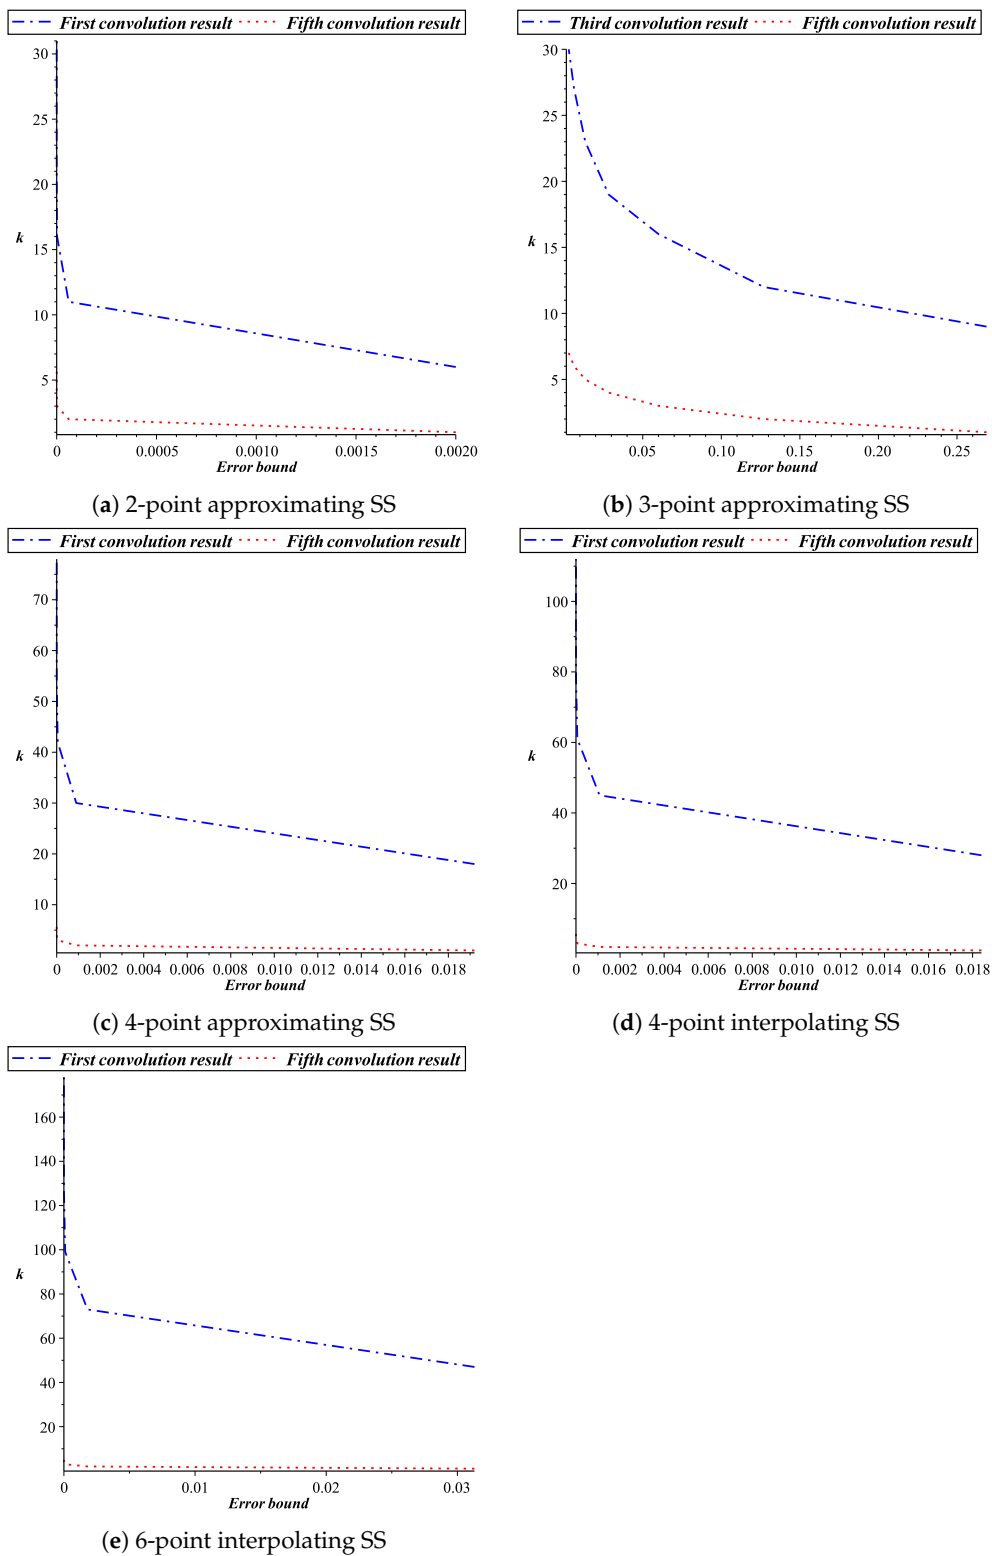 First convolution result Fifth convolution result
30
25
20
15
k
10
5
0 0.0005 0.0010 0.0015 0.0020
Error bound
(a) 2-point approximating SS
Third convolution result Fifth convolution result
30
25
20
15
k
10
5
0.05 0.10 0.15 0.20 0.25
Error bound
(b) 3-point approximating SS
First convolution result Fifth convolution result
70
60
50
40
k
30
20
10
0 0.002 0.004 0.006 0.008 0.010 0.012 0.014 0.016 0.018
Error bound
(c) 4-point approximating SS
First convolution result Fifth convolution result
100
80
60
k
40
20
0 0.002 0.004 0.006 0.008 0.010 0.012 0.014 0.016 0.018
Error bound
(d) 4-point interpolating SS
First convolution result Fifth convolution result
160
140
120
100
k
80
60
40
20
0 0.01 0.02 0.03
Error bound
(e) 6-point interpolating SS